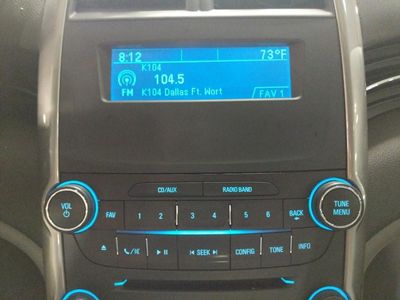 8:12 73°F
K104
104.5
FM K104 Dallas Ft. Wort FAV 1
CD/AUX RADIO BAND
VOL TUNE MENU
FAV 1 2 3 4 5 6 BACK
SEEK CONFIG TONE INFO